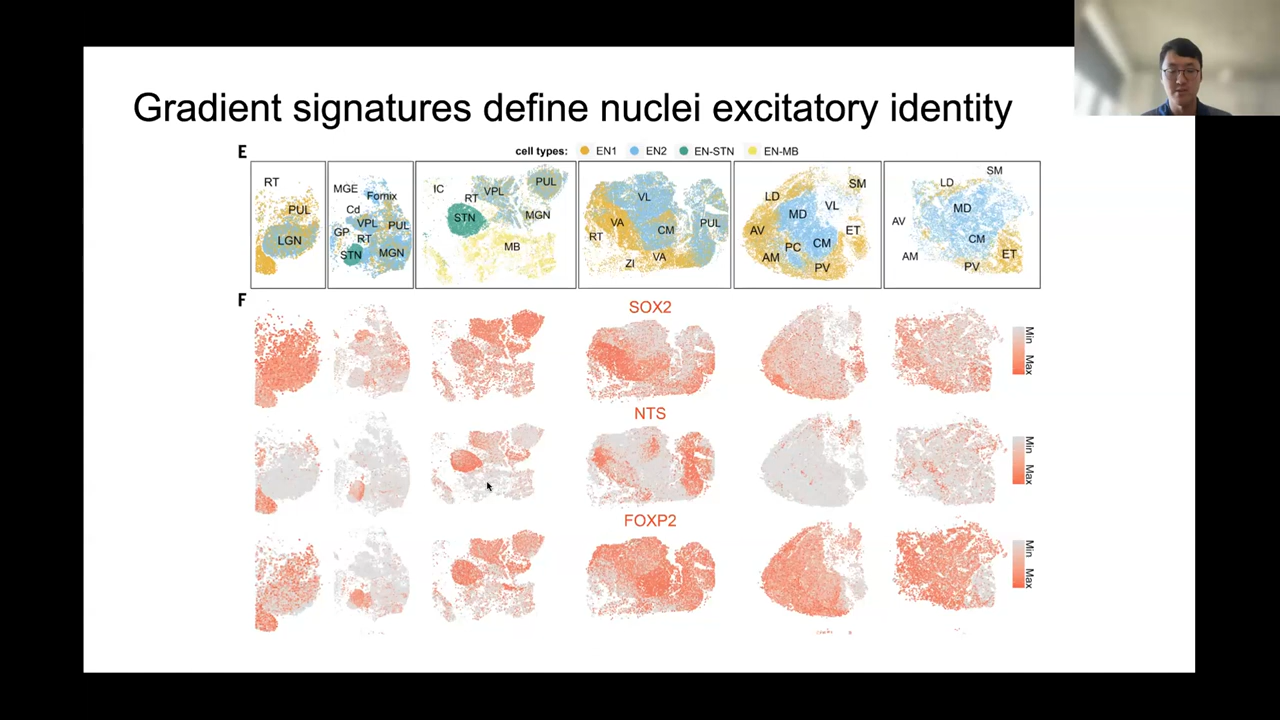 Gradient signatures define nuclei excitatory identity
E
cell types: EN1 EN2 EN-STN EN-MB
RT
PUL
LGN
MGE
Fornix
Cd
VPL
PUL
GP
RT
STN
MGN
IC
RT
VPL
PUL
STN
MGN
MB
VL
VA
CM
PUL
RT
ZI
VA
LD
SM
MD
VL
AV
ET
PC
CM
AM
PV
SM
LD
MD
AV
CM
AM
ET
PV
F
SOX2
Min
Max
NTS
Min
Max
FOXP2
Min
Max